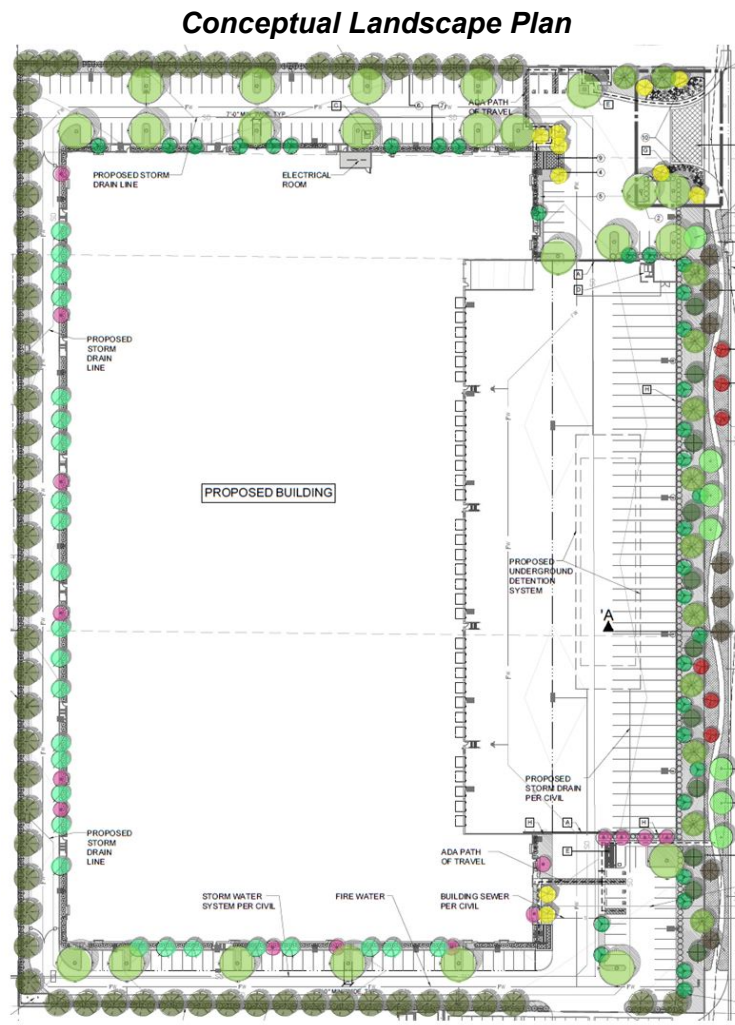 Conceptual Landscape Plan
ADA PATH
OF TRAVEL
PROPOSED STORM
DRAIN LINE
ELECTRICAL
ROOM
PROPOSED
STORM
DRAIN
LINE
PROPOSED BUILDING
PROPOSED
UNDERGROUND
DETENTION
SYSTEM
'A
PROPOSED
STORM DRAIN
PER CIVIL
PROPOSED
STORM
DRAIN
LINE
ADA PATH
OF TRAVEL
STORM WATER
SYSTEM PER CIVIL
FIRE WATER
BUILDING SEWER
PER CIVIL